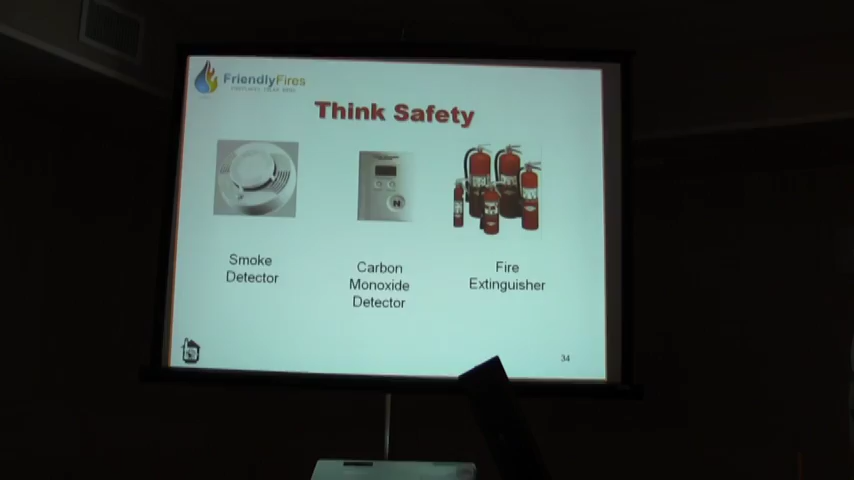 FriendlyFires
Think Safety
Smoke
Detector
Carbon
Monoxide
Detector
Fire
Extinguisher
34